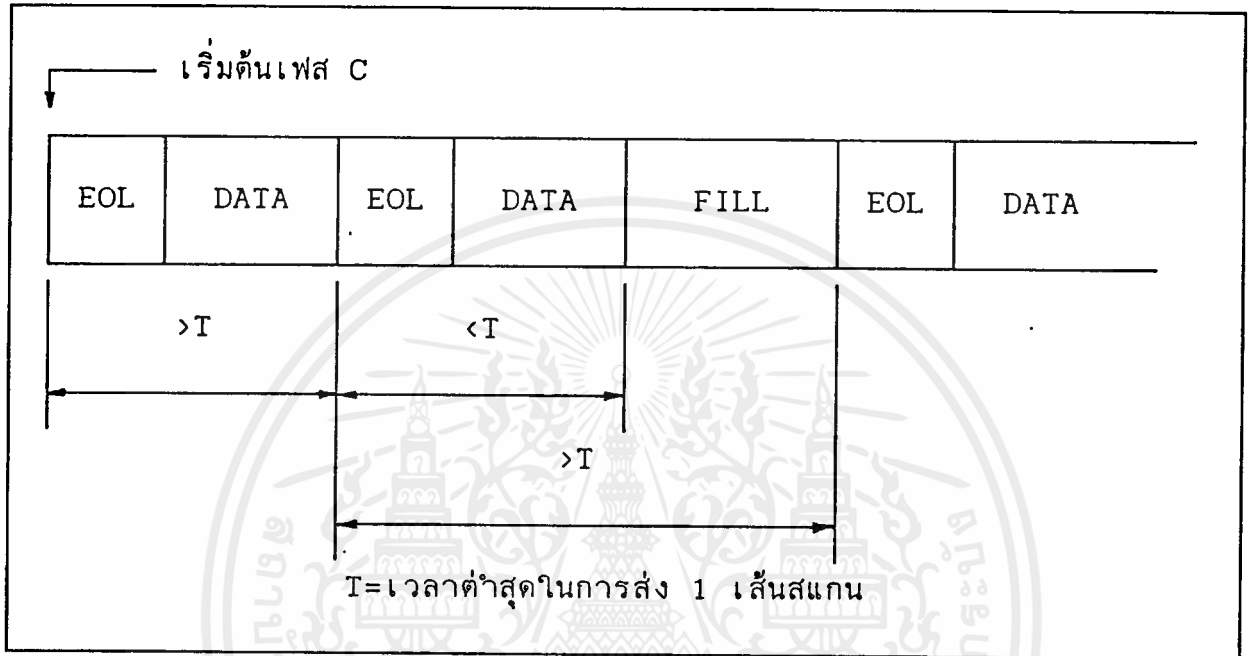 เริ่มต้นเฟส C
EOL DATA EOL DATA FILL EOL DATA
>T <T
>T
T=เวลาต่ำสุดในการส่ง 1 เส้นสแกน